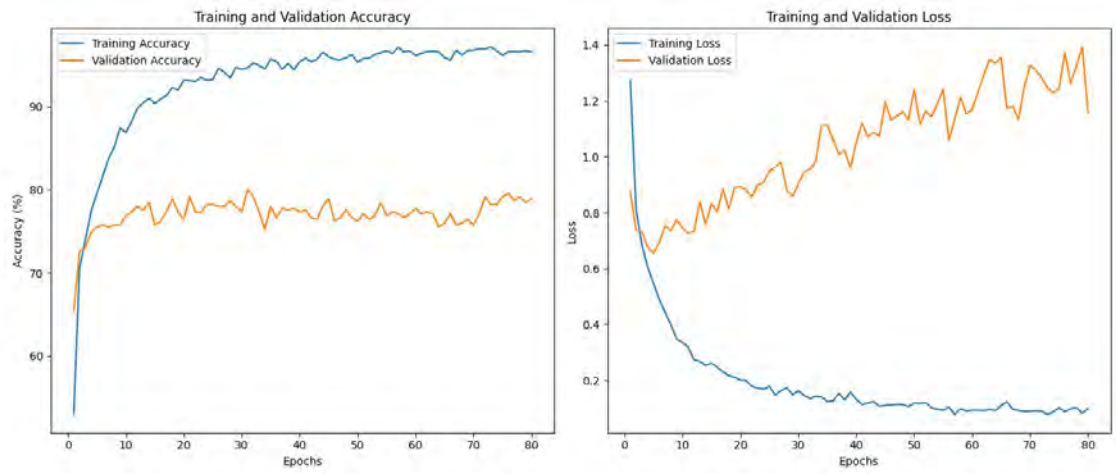 Training and Validation Accuracy
Training Accuracy
Validation Accuracy
90
80
70
60
Accuracy (%)
0 10 20 30 40 50 60 70 80
Epochs
Training and Validation Loss
Training Loss
Validation Loss
1.4
1.2
1.0
0.8
0.6
0.4
0.2
Loss
0 10 20 30 40 50 60 70 80
Epochs